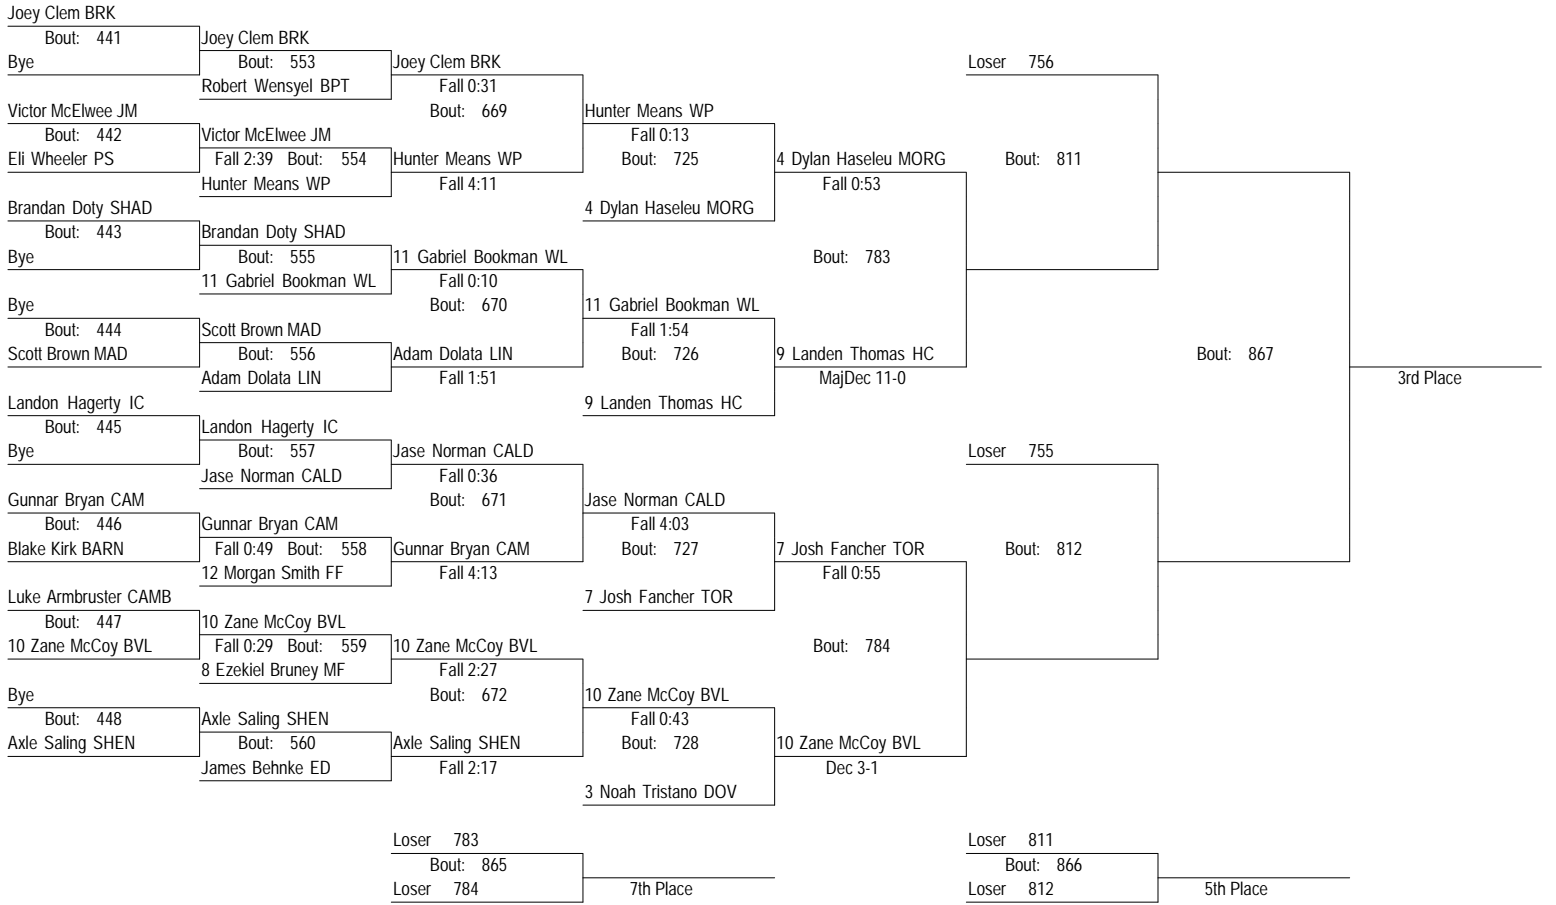 Joey Clem BRK
Bout: 441
Bye
Victor McElwee JM
Bout: 442
Eli Wheeler PS
Brandan Doty SHAD
Bout: 443
Bye
Bye
Bout: 444
Scott Brown MAD
Landon Hagerty IC
Bout: 445
Bye
Gunnar Bryan CAM
Bout: 446
Blake Kirk BARN
Luke Armbruster CAMB
Bout: 447
10 Zane McCoy BVL
Bye
Bout: 448
Axle Saling SHEN
Joey Clem BRK
Bout: 553
Robert Wensyel BPT
Victor McElwee JM
Fall 2:39 Bout: 554
Hunter Means WP
Brandan Doty SHAD
Bout: 555
11 Gabriel Bookman WL
Scott Brown MAD
Bout: 556
Adam Dolata LIN
Landon Hagerty IC
Bout: 557
Jase Norman CALD
Gunnar Bryan CAM
Fall 0:49 Bout: 558
12 Morgan Smith FF
10 Zane McCoy BVL
Fall 0:29 Bout: 559
8 Ezekiel Bruney MF
Axle Saling SHEN
Bout: 560
James Behnke ED
Joey Clem BRK
Fall 0:31
Bout: 669
Hunter Means WP
Fall 4:11
11 Gabriel Bookman WL
Fall 0:10
Bout: 670
Adam Dolata LIN
Fall 1:51
Jase Norman CALD
Fall 0:36
Bout: 671
Gunnar Bryan CAM
Fall 4:13
10 Zane McCoy BVL
Fall 2:27
Bout: 672
Axle Saling SHEN
Fall 2:17
Hunter Means WP
Fall 0:13
Bout: 725
4 Dylan Haseleu MORG
11 Gabriel Bookman WL
Fall 1:54
Bout: 726
9 Landen Thomas HC
Jase Norman CALD
Fall 4:03
Bout: 727
7 Josh Fancher TOR
10 Zane McCoy BVL
Fall 0:43
Bout: 728
3 Noah Tristano DOV
4 Dylan Haseleu MORG
Fall 0:53
Bout: 783
9 Landen Thomas HC
MajDec 11-0
7 Josh Fancher TOR
Fall 0:55
Bout: 784
10 Zane McCoy BVL
Dec 3-1
Loser 756
Bout: 811
Loser 755
Bout: 812
Bout: 867
3rd Place
Loser 783
Bout: 865
Loser 784
7th Place
Loser 811
Bout: 866
Loser 812
5th Place